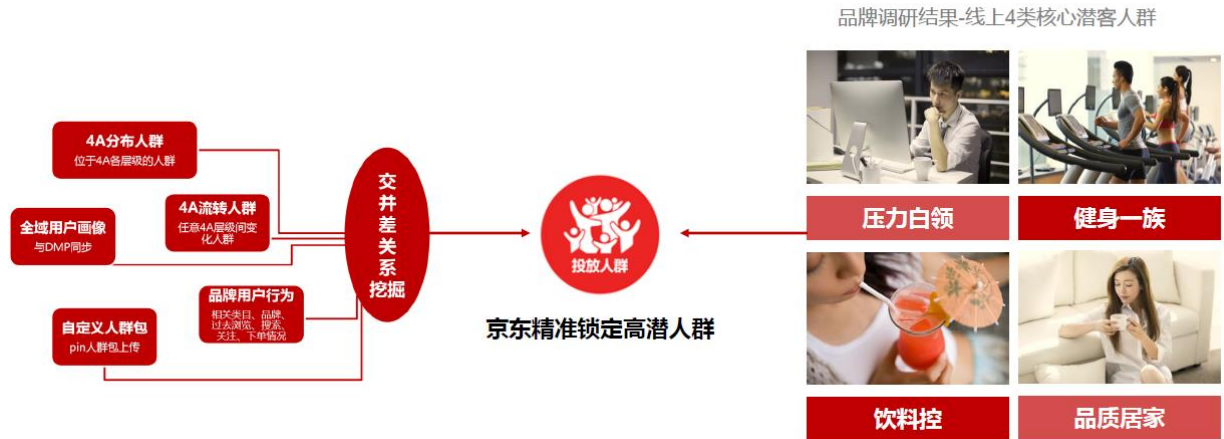 品牌调研结果-线上4类核心潜客人群
4A分布人群
位于4A各层级的人群
4A流转人群
任意4A层级间变
化人群
全域用户画像
与DMP同步
品牌用户行为
相关类目、品牌、
过去浏览、搜索、
关注、下单情况
自定义人群包
pin人群包上传
交
并
差
关
系
挖掘
投放人群
京东精准锁定高潜人群
压力白领
健身一族
饮料控
品质居家